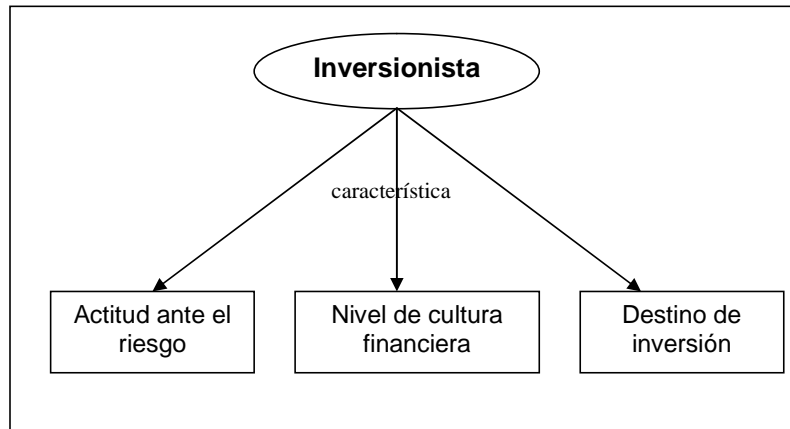 Inversionista
característica
Actitud ante el
riesgo
Nivel de cultura
financiera
Destino de
inversión